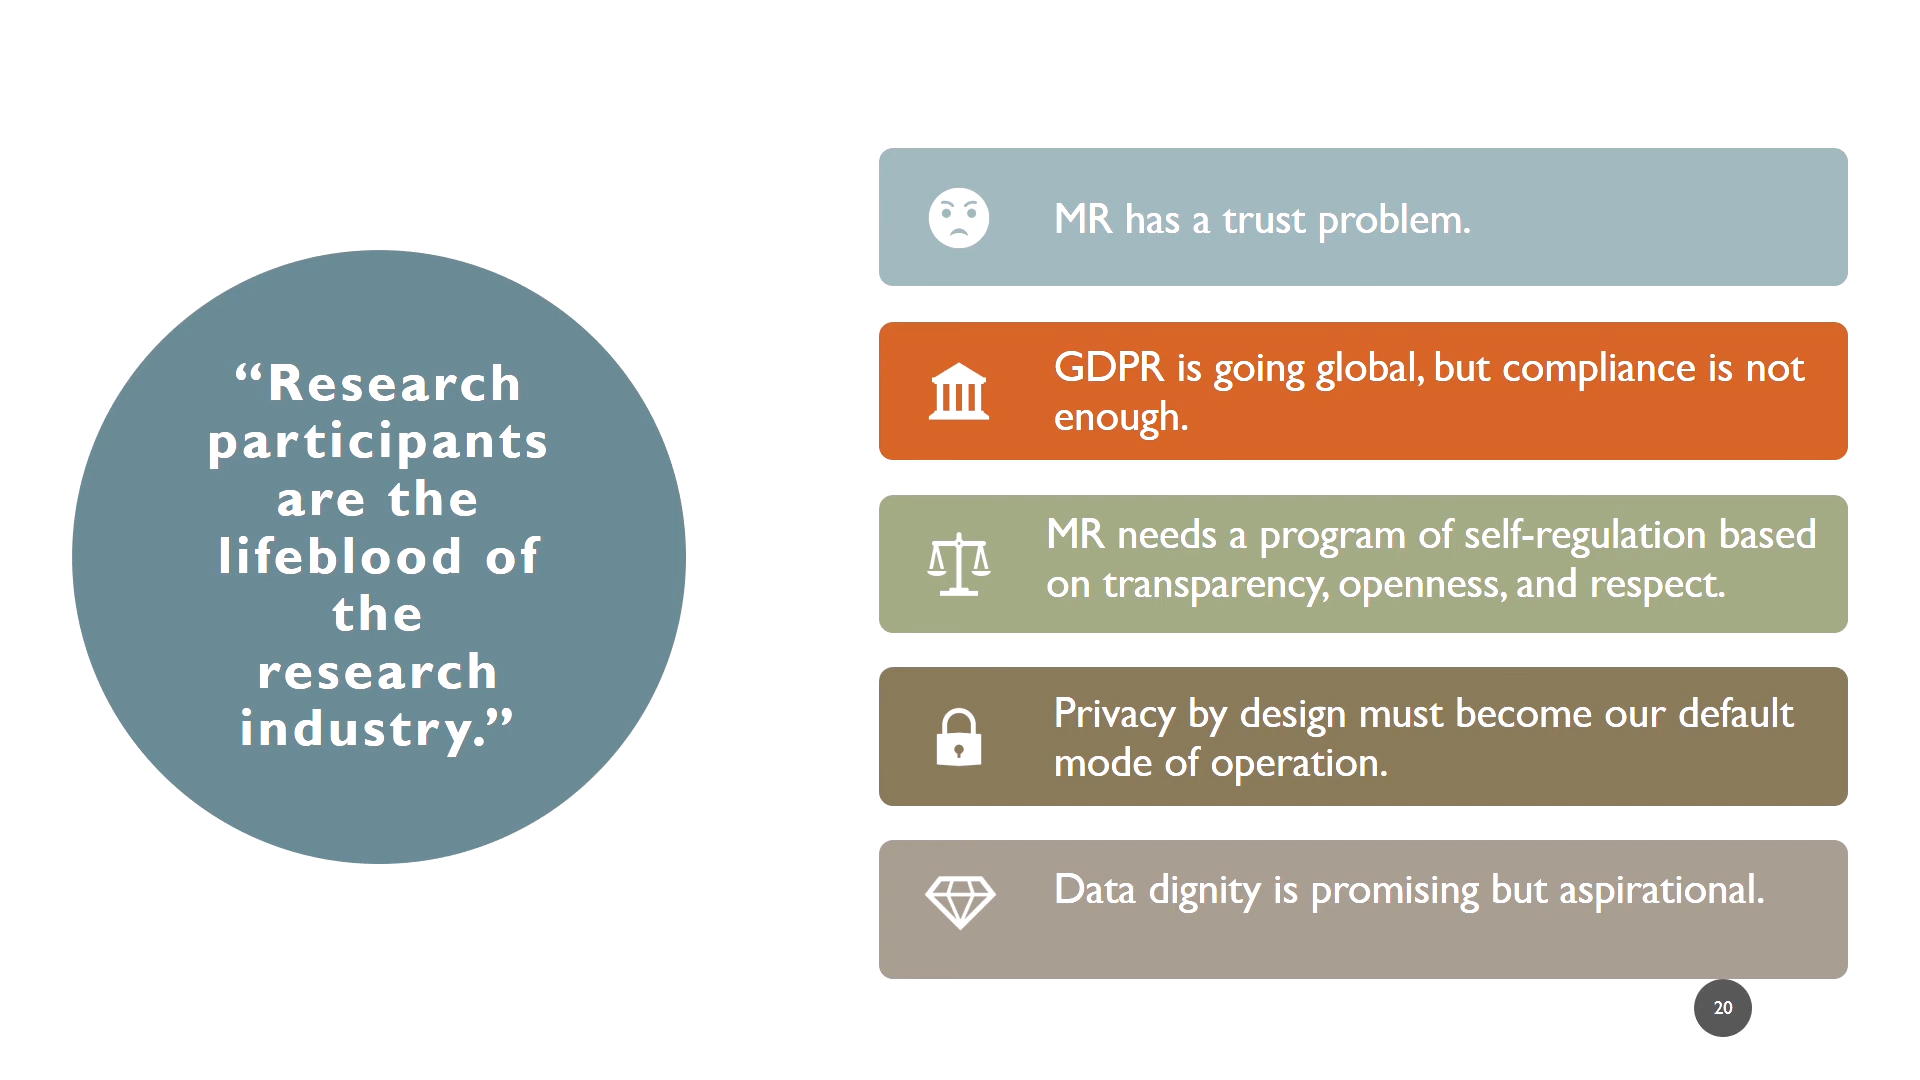 “Research
participants
are the
lifeblood of
the
research
industry.”
MR has a trust problem.
GDPR is going global, but compliance is not
enough.
MR needs a program of self-regulation based
on transparency, openness, and respect.
Privacy by design must become our default
mode of operation.
Data dignity is promising but aspirational.
20